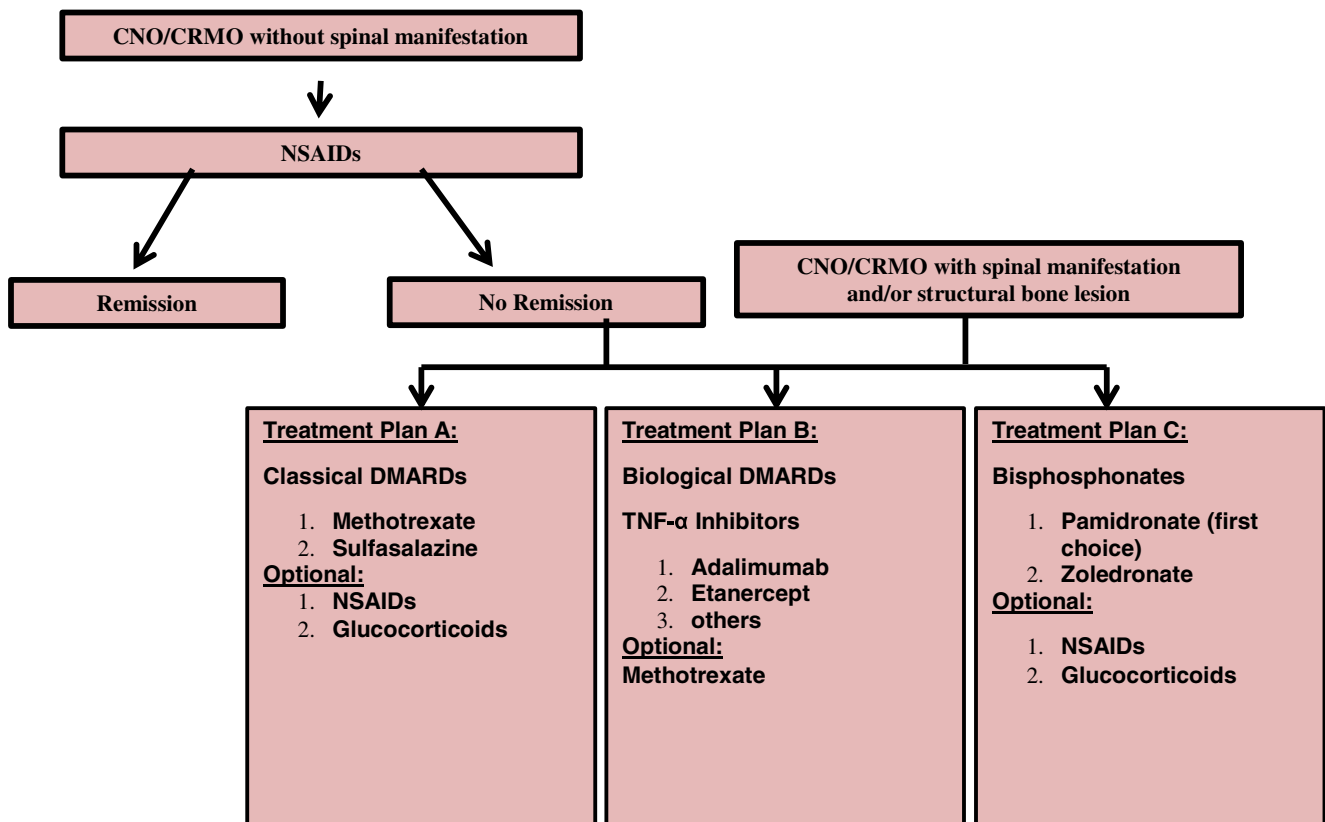 CNO/CRMO without spinal manifestation
NSAIDs
Remission
No Remission
CNO/CRMO with spinal manifestation
and/or structural bone lesion
Treatment Plan A:
Classical DMARDs
1. Methotrexate
2. Sulfasalazine
Optional:
1. NSAIDs
2. Glucocorticoids
Treatment Plan B:
Biological DMARDs
TNF-α Inhibitors
1. Adalimumab
2. Etanercept
3. others
Optional:
Methotrexate
Treatment Plan C:
Bisphosphonates
1. Pamidronate (first
choice)
2. Zoledronate
Optional:
1. NSAIDs
2. Glucocorticoids